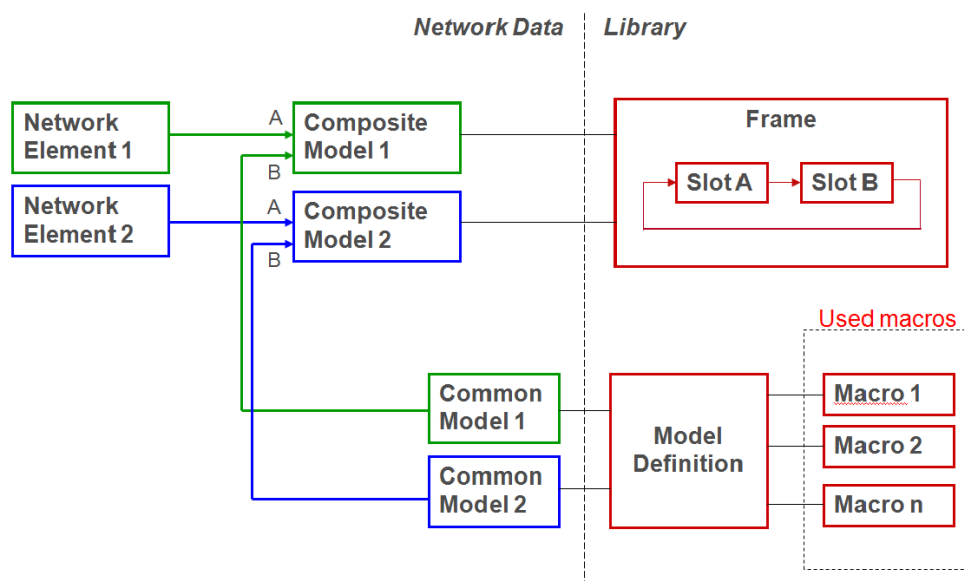 Network Data
Library
Network
Element 1
A
Composite
Model 1
B
Frame
Slot A
Slot B
Network
Element 2
A
Composite
Model 2
B
Used macros
Common
Model 1
Model
Definition
Macro 1
Macro 2
Common
Model 2
Macro n